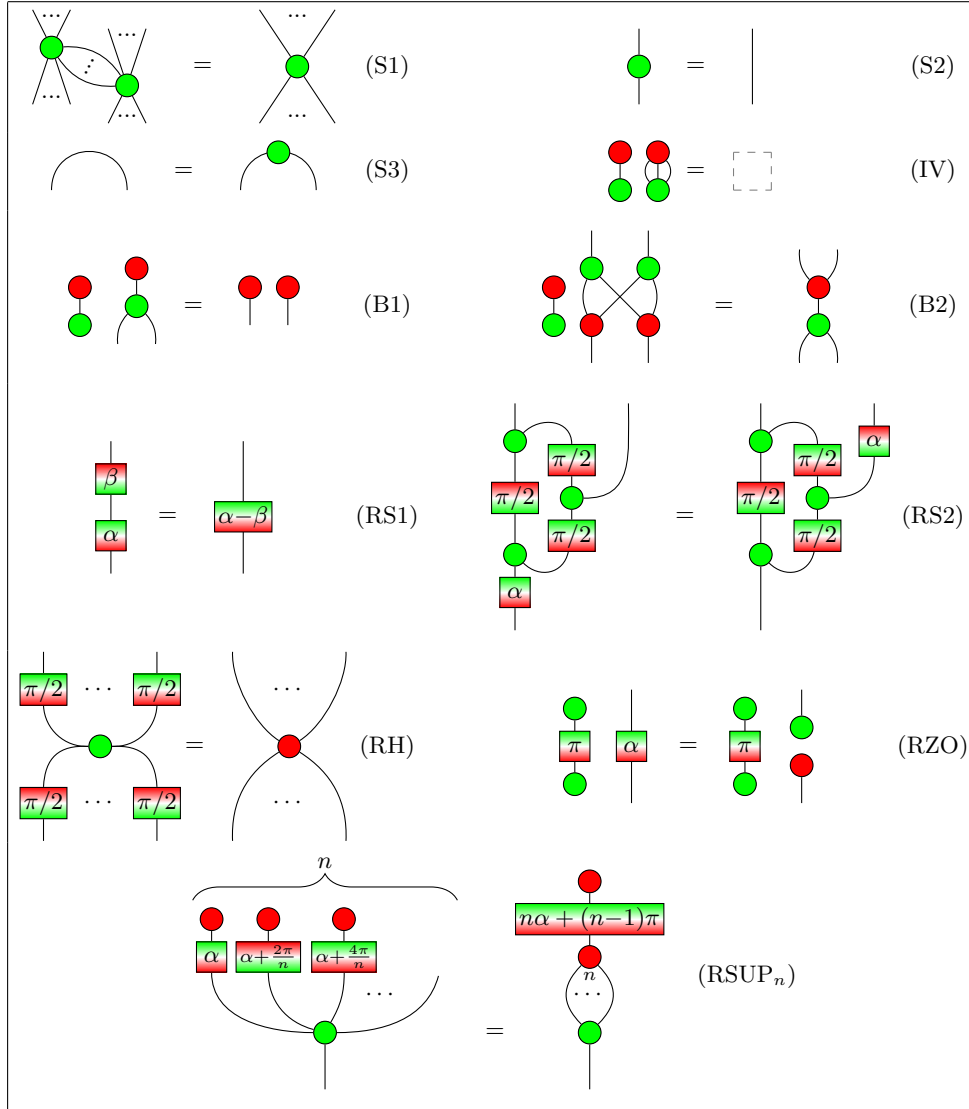 ... ... ... ... = ... ... (S1)
... ... = (S2)
= (S3)
= (IV)
= (B1)
= (B2)
β α = α−β (RS1)
π/2 π/2 π/2 α = α π/2 π/2 π/2 (RS2)
π/2 ··· π/2 π/2 ··· π/2 = ··· ··· (RH)
π α = π (RZO)
n
α α+2π/n α+4π/n ··· = nα + (n−1)π n ··· (RSUPn)